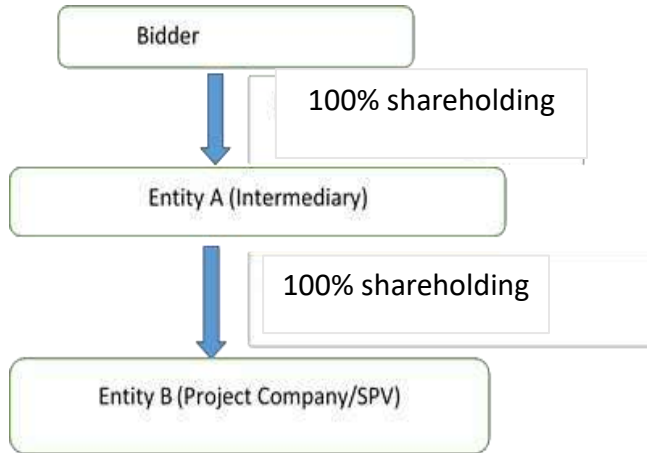 Bidder
100% shareholding
Entity A (Intermediary)
100% shareholding
Entity B (Project Company/SPV)